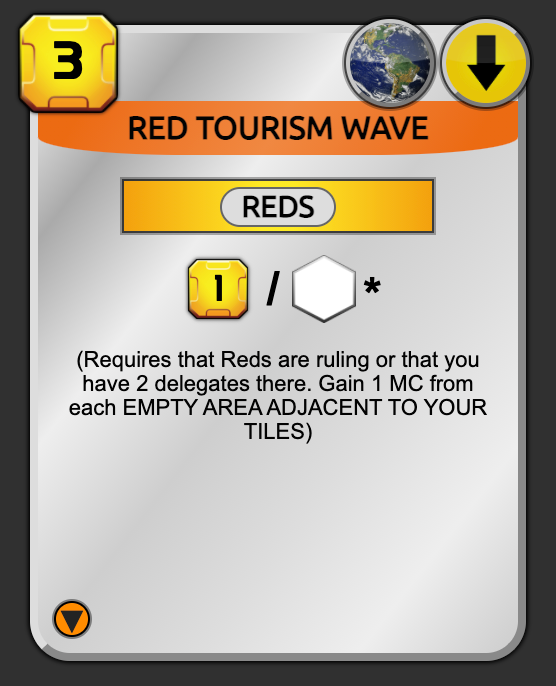 3
RED TOURISM WAVE
REDS
1 / *
(Requires that Reds are ruling or that you
have 2 delegates there. Gain 1 MC from
each EMPTY AREA ADJACENT TO YOUR
TILES)